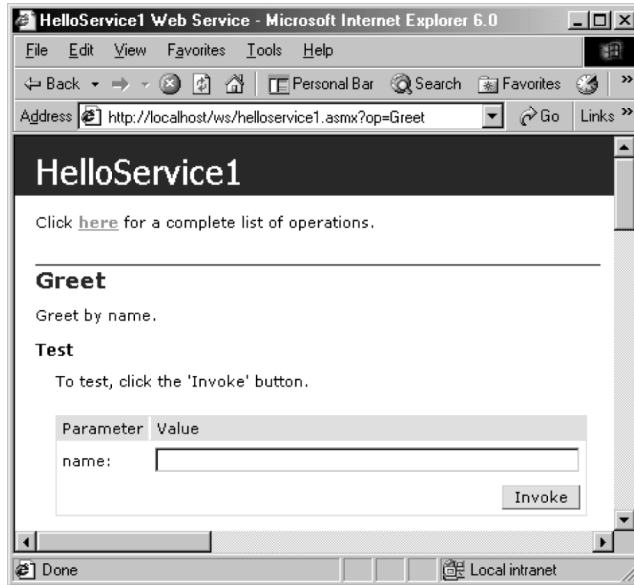 HelloService1 Web Service - Microsoft Internet Explorer 6.0
File Edit View Favorites Tools Help
Back Personal Bar Search Favorites »
Address http://localhost/ws/helloservice1.asmx?op=Greet Go Links »
HelloService1
Click here for a complete list of operations.
Greet
Greet by name.
Test
To test, click the 'Invoke' button.
Parameter Value
name:
Invoke
Done Local intranet